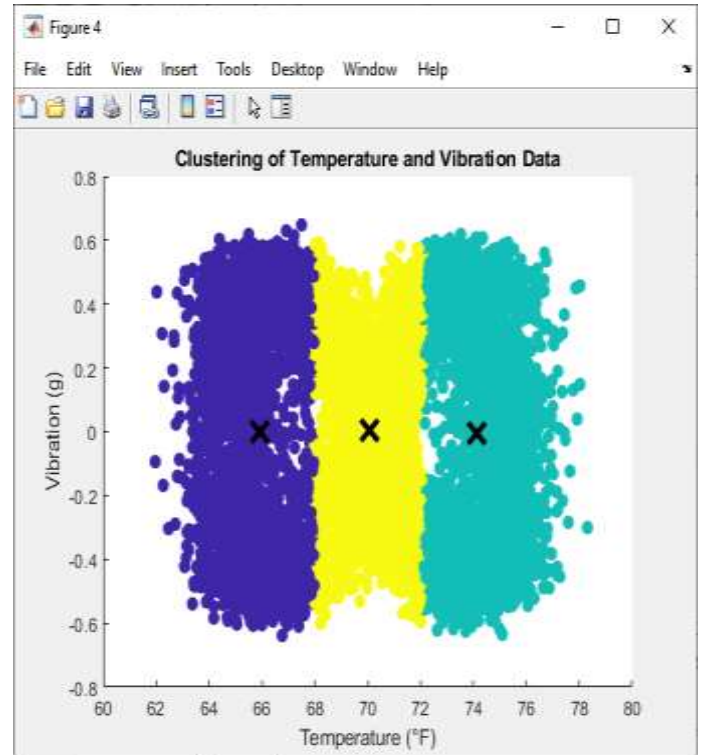 Figure 4
File Edit View Insert Tools Desktop Window Help
Clustering of Temperature and Vibration Data
0.8
0.6
0.4
0.2
0
-0.2
-0.4
-0.6
-0.8
Vibration (g)
60 62 64 66 68 70 72 74 76 78 80
Temperature (°F)